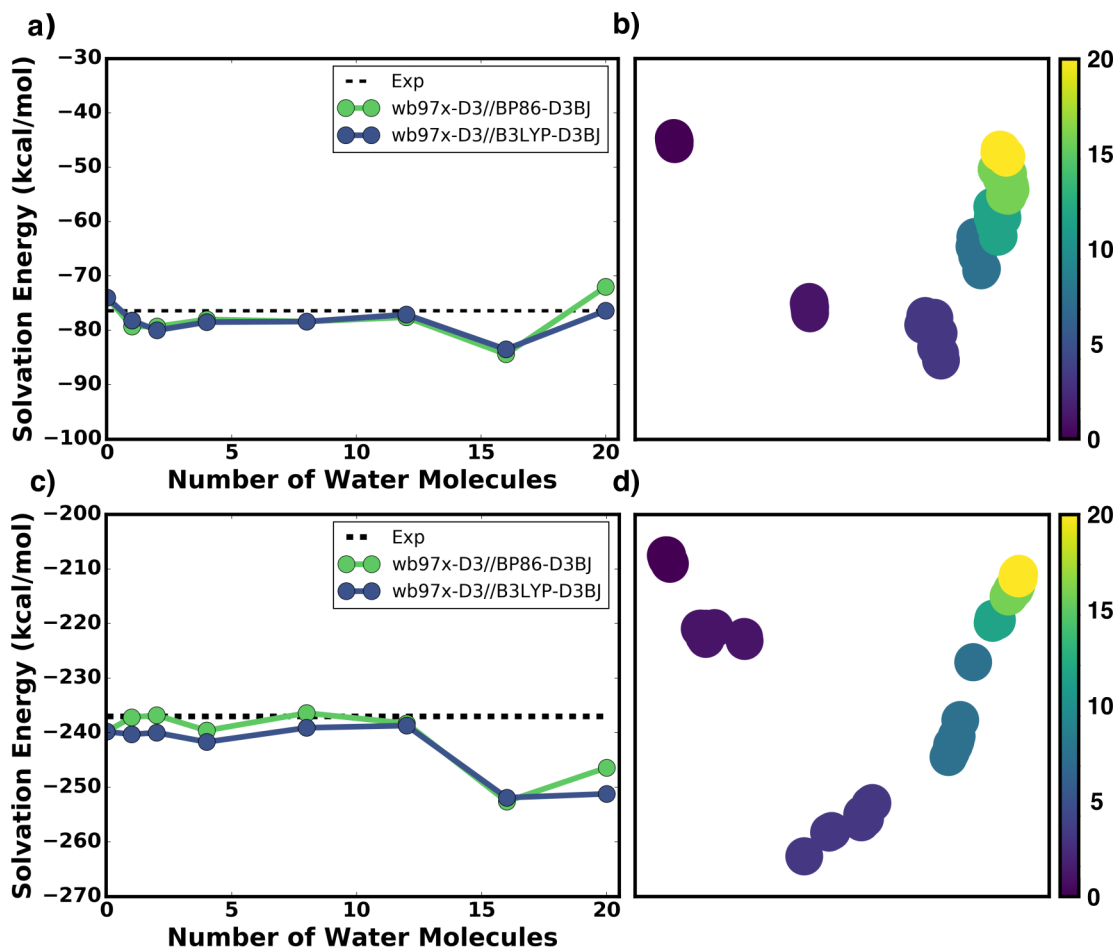 a)
b)
Solvation Energy (kcal/mol)
−30
−40
−50
−60
−70
−80
−90
−100
Exp
wb97x-D3//BP86-D3BJ
wb97x-D3//B3LYP-D3BJ
0
5
10
15
20
Number of Water Molecules
20
15
10
5
0
c)
d)
Solvation Energy (kcal/mol)
−200
−210
−220
−230
−240
−250
−260
−270
Exp
wb97x-D3//BP86-D3BJ
wb97x-D3//B3LYP-D3BJ
0
5
10
15
20
Number of Water Molecules
20
15
10
5
0